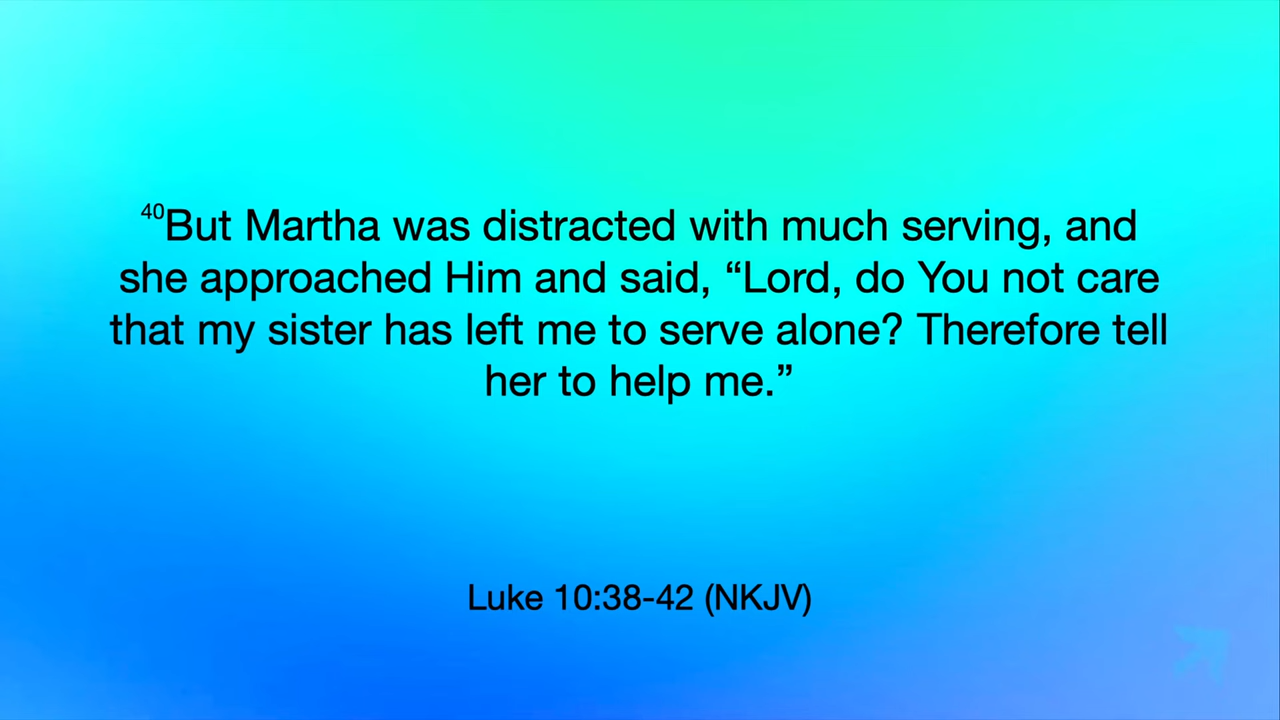 40But Martha was distracted with much serving, and
she approached Him and said, “Lord, do You not care
that my sister has left me to serve alone? Therefore tell
her to help me.”
Luke 10:38-42 (NKJV)